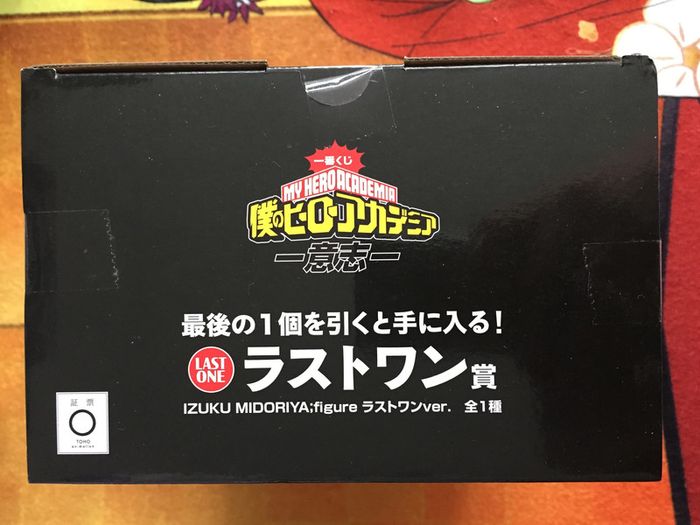 一番くじ
MY HERO ACADEMIA
僕のヒーローアカデミア
―意志―
最後の1個を引くと手に入る!
LAST ONE ラストワン賞
IZUKU MIDORIYA;figure ラストワンver. 全1種
証票
TOHO
animation